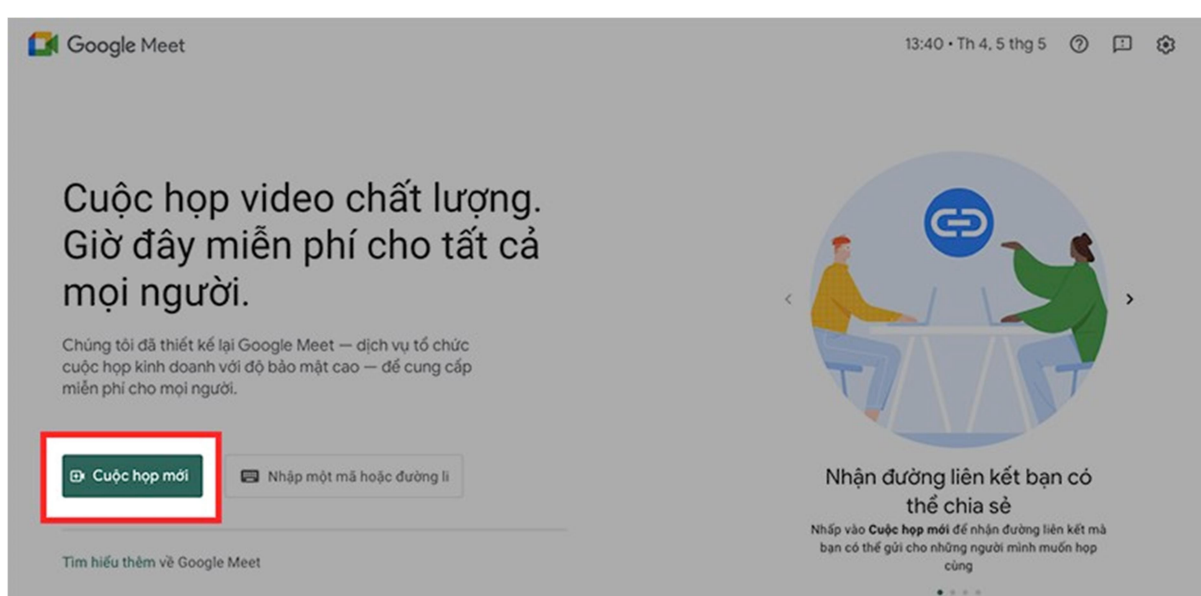 Google Meet
13:40 • Th 4, 5 thg 5
Cuộc họp video chất lượng.
Giờ đây miễn phí cho tất cả
mọi người.
Chúng tôi đã thiết kế lại Google Meet — dịch vụ tổ chức
cuộc họp kinh doanh với độ bảo mật cao — để cung cấp
miễn phí cho mọi người.
Cuộc họp mới
Nhập một mã hoặc đường li
Tìm hiểu thêm về Google Meet
Nhận đường liên kết bạn có
thể chia sẻ
Nhấp vào Cuộc họp mới để nhận đường liên kết mà
bạn có thể gửi cho những người mình muốn họp
cùng